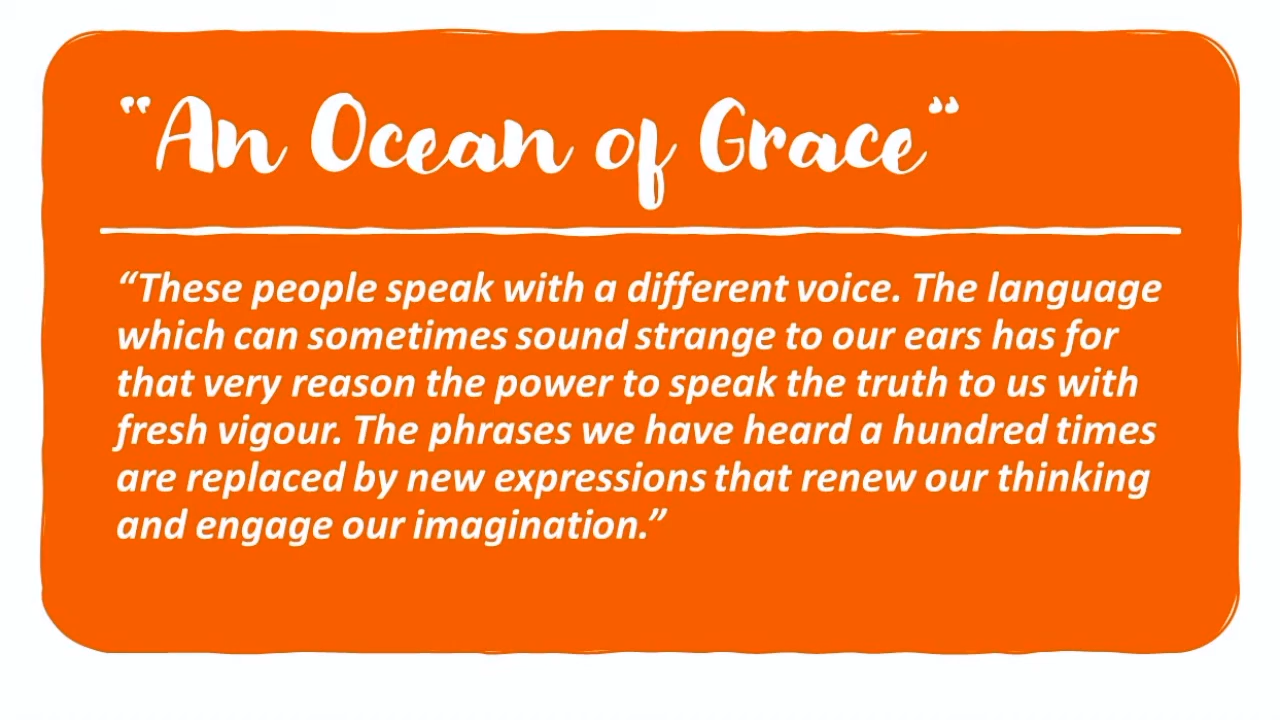 “An Ocean of Grace”
“These people speak with a different voice. The language
which can sometimes sound strange to our ears has for
that very reason the power to speak the truth to us with
fresh vigour. The phrases we have heard a hundred times
are replaced by new expressions that renew our thinking
and engage our imagination.”